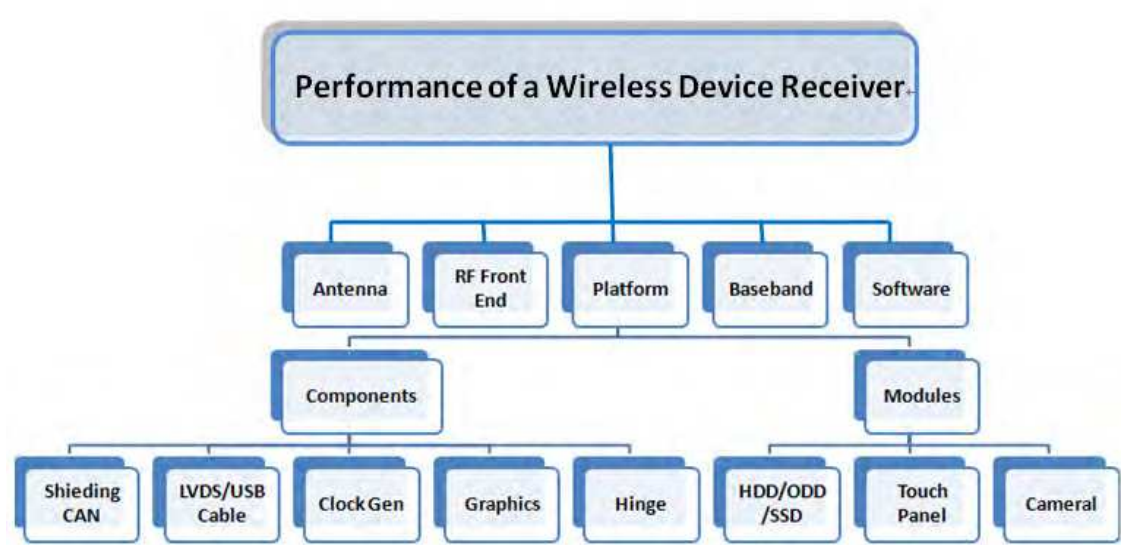 Performance of a Wireless Device Receiver
Antenna
RF Front
End
Platform
Baseband
Software
Components
Modules
Shieding
CAN
LVDS/USB
Cable
Clock Gen
Graphics
Hinge
HDD/ODD
/SSD
Touch
Panel
Cameral